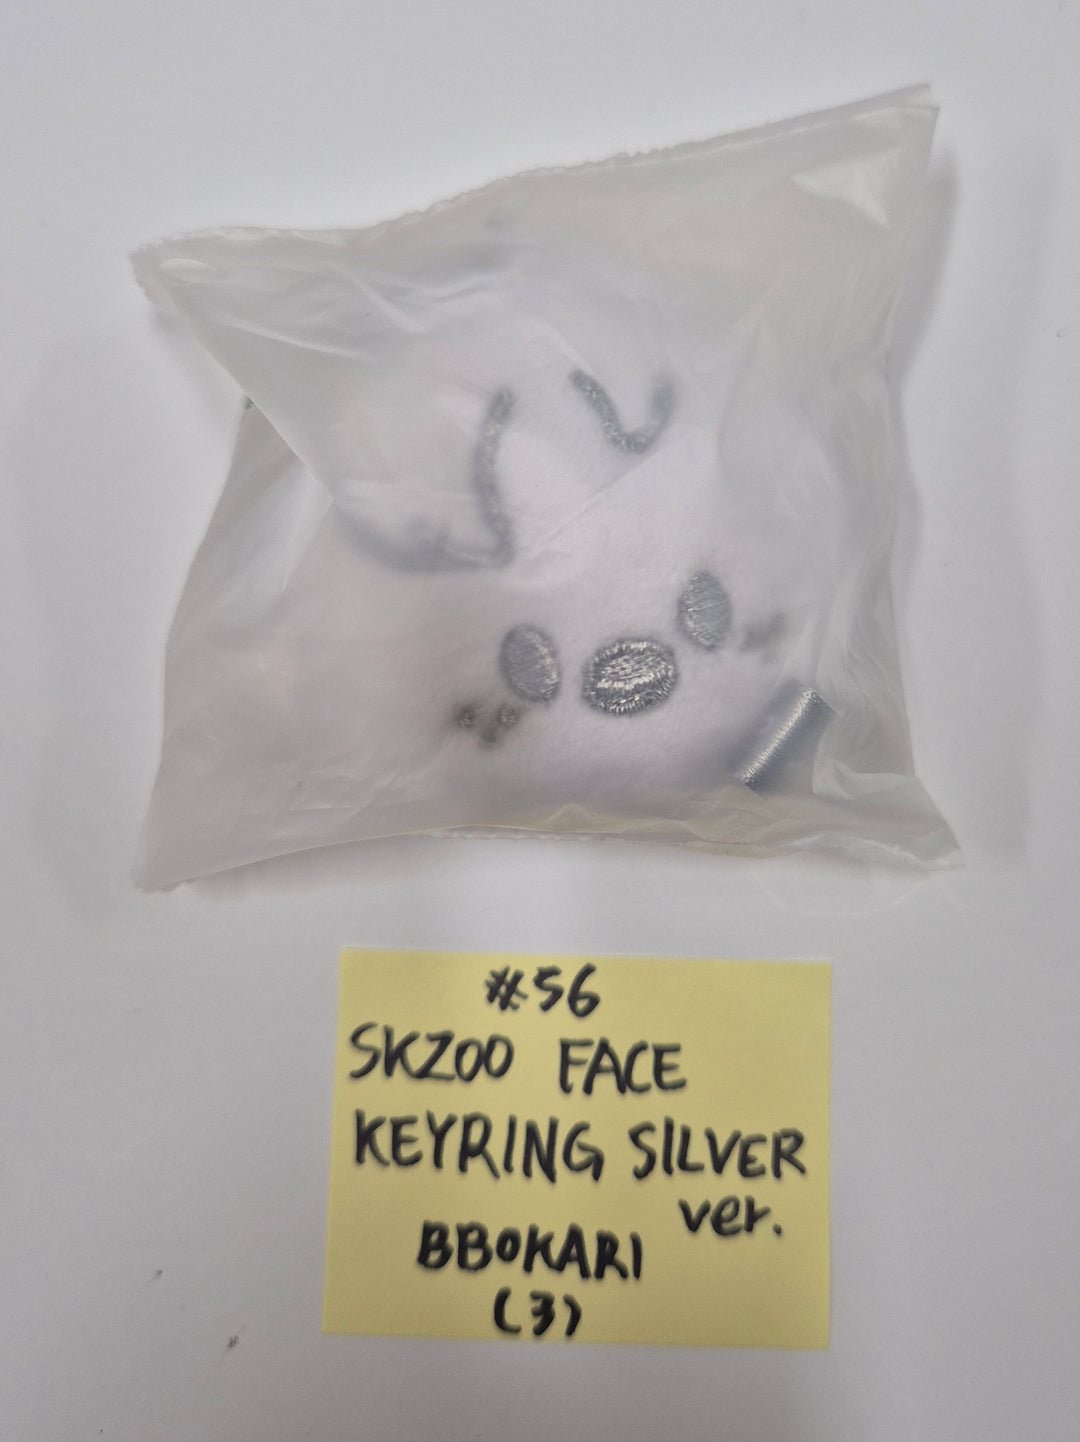 #56
SKZOO FACE
KEYRING SILVER
ver.
BBOKARI
(3)